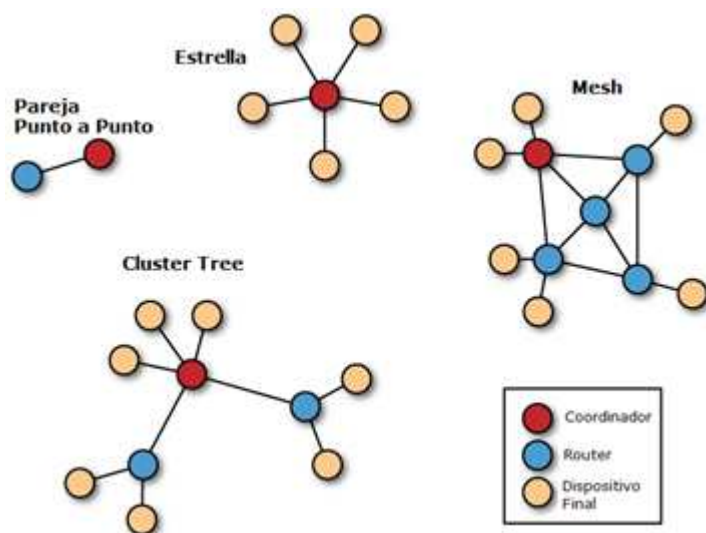 Estrella
Pareja
Punto a Punto
Mesh
Cluster Tree
Coordinador
Router
Dispositivo
Final